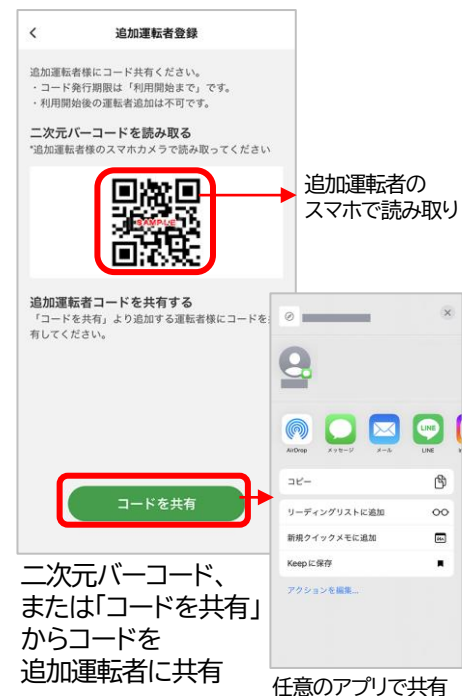 追加運転者登録
追加運転者様にコード共有ください。
・コード発行期限は「利用開始まで」です。
・利用開始後の運転者追加は不可です。
二次元バーコードを読み取る
*追加運転者様のスマホカメラで読み取ってください
SAMPLE
追加運転者の
スマホで読み取り
追加運転者コードを共有する
「コードを共有」より追加する運転者様にコードを
有してください。
コードを共有
AirDrop
メッセージ
メール
LINE
LINE
コピー
リーディングリストに追加
新規クイックメモに追加
Keepに保存
アクションを編集...
二次元バーコード、
または「コードを共有」
からコードを
追加運転者に共有
任意のアプリで共有